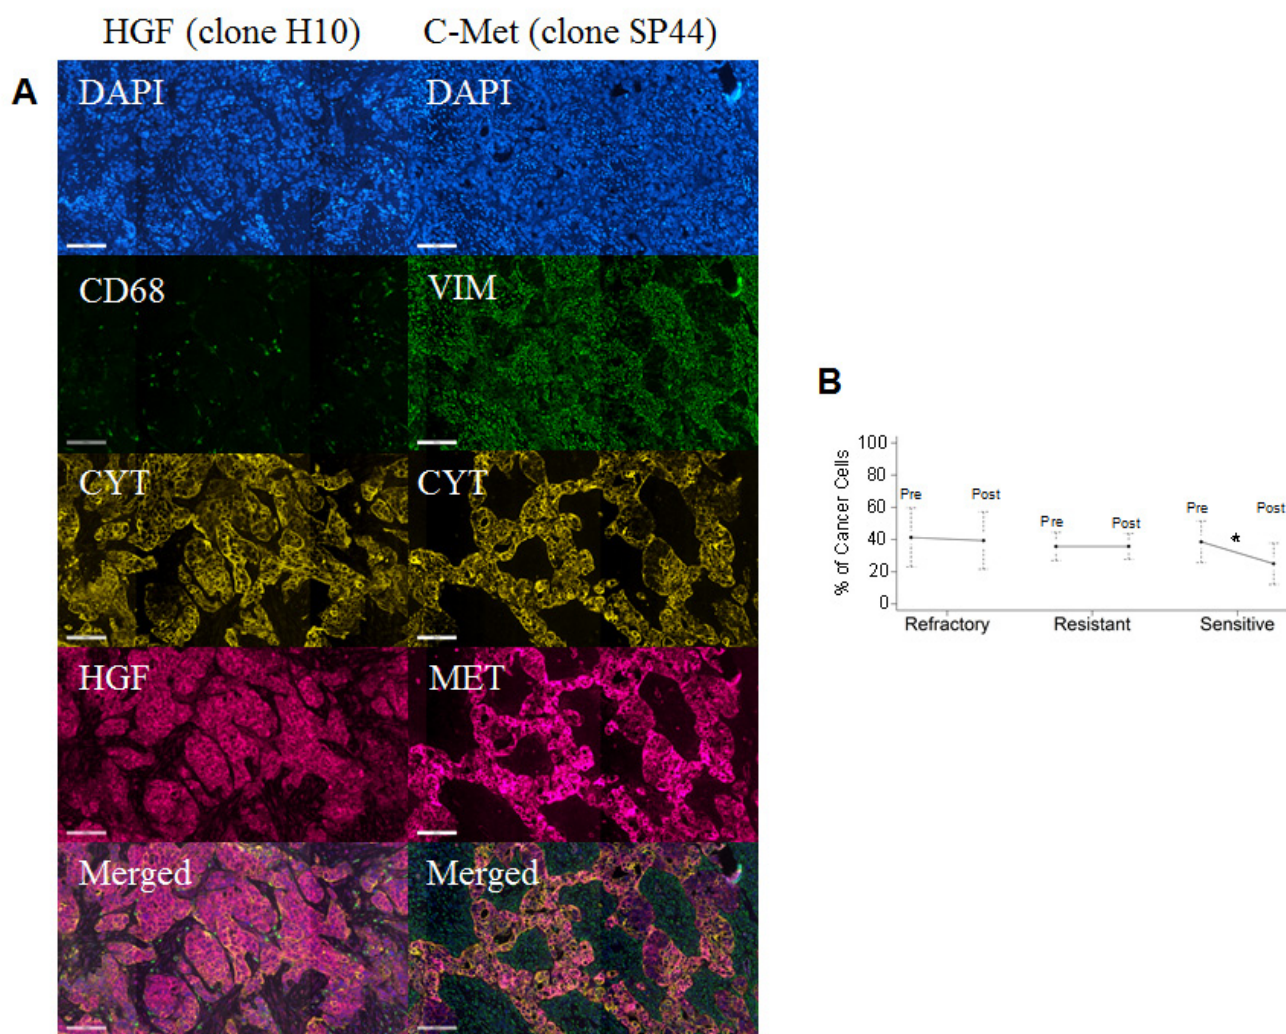 HGF (clone H10) C-Met (clone SP44)
A
DAPI DAPI
CD68 VIM
CYT CYT
HGF MET
Merged Merged
B
% of Cancer Cells
100
80
60
40
20
0
Pre Post
Pre Post
Pre Post
*
Refractory Resistant Sensitive